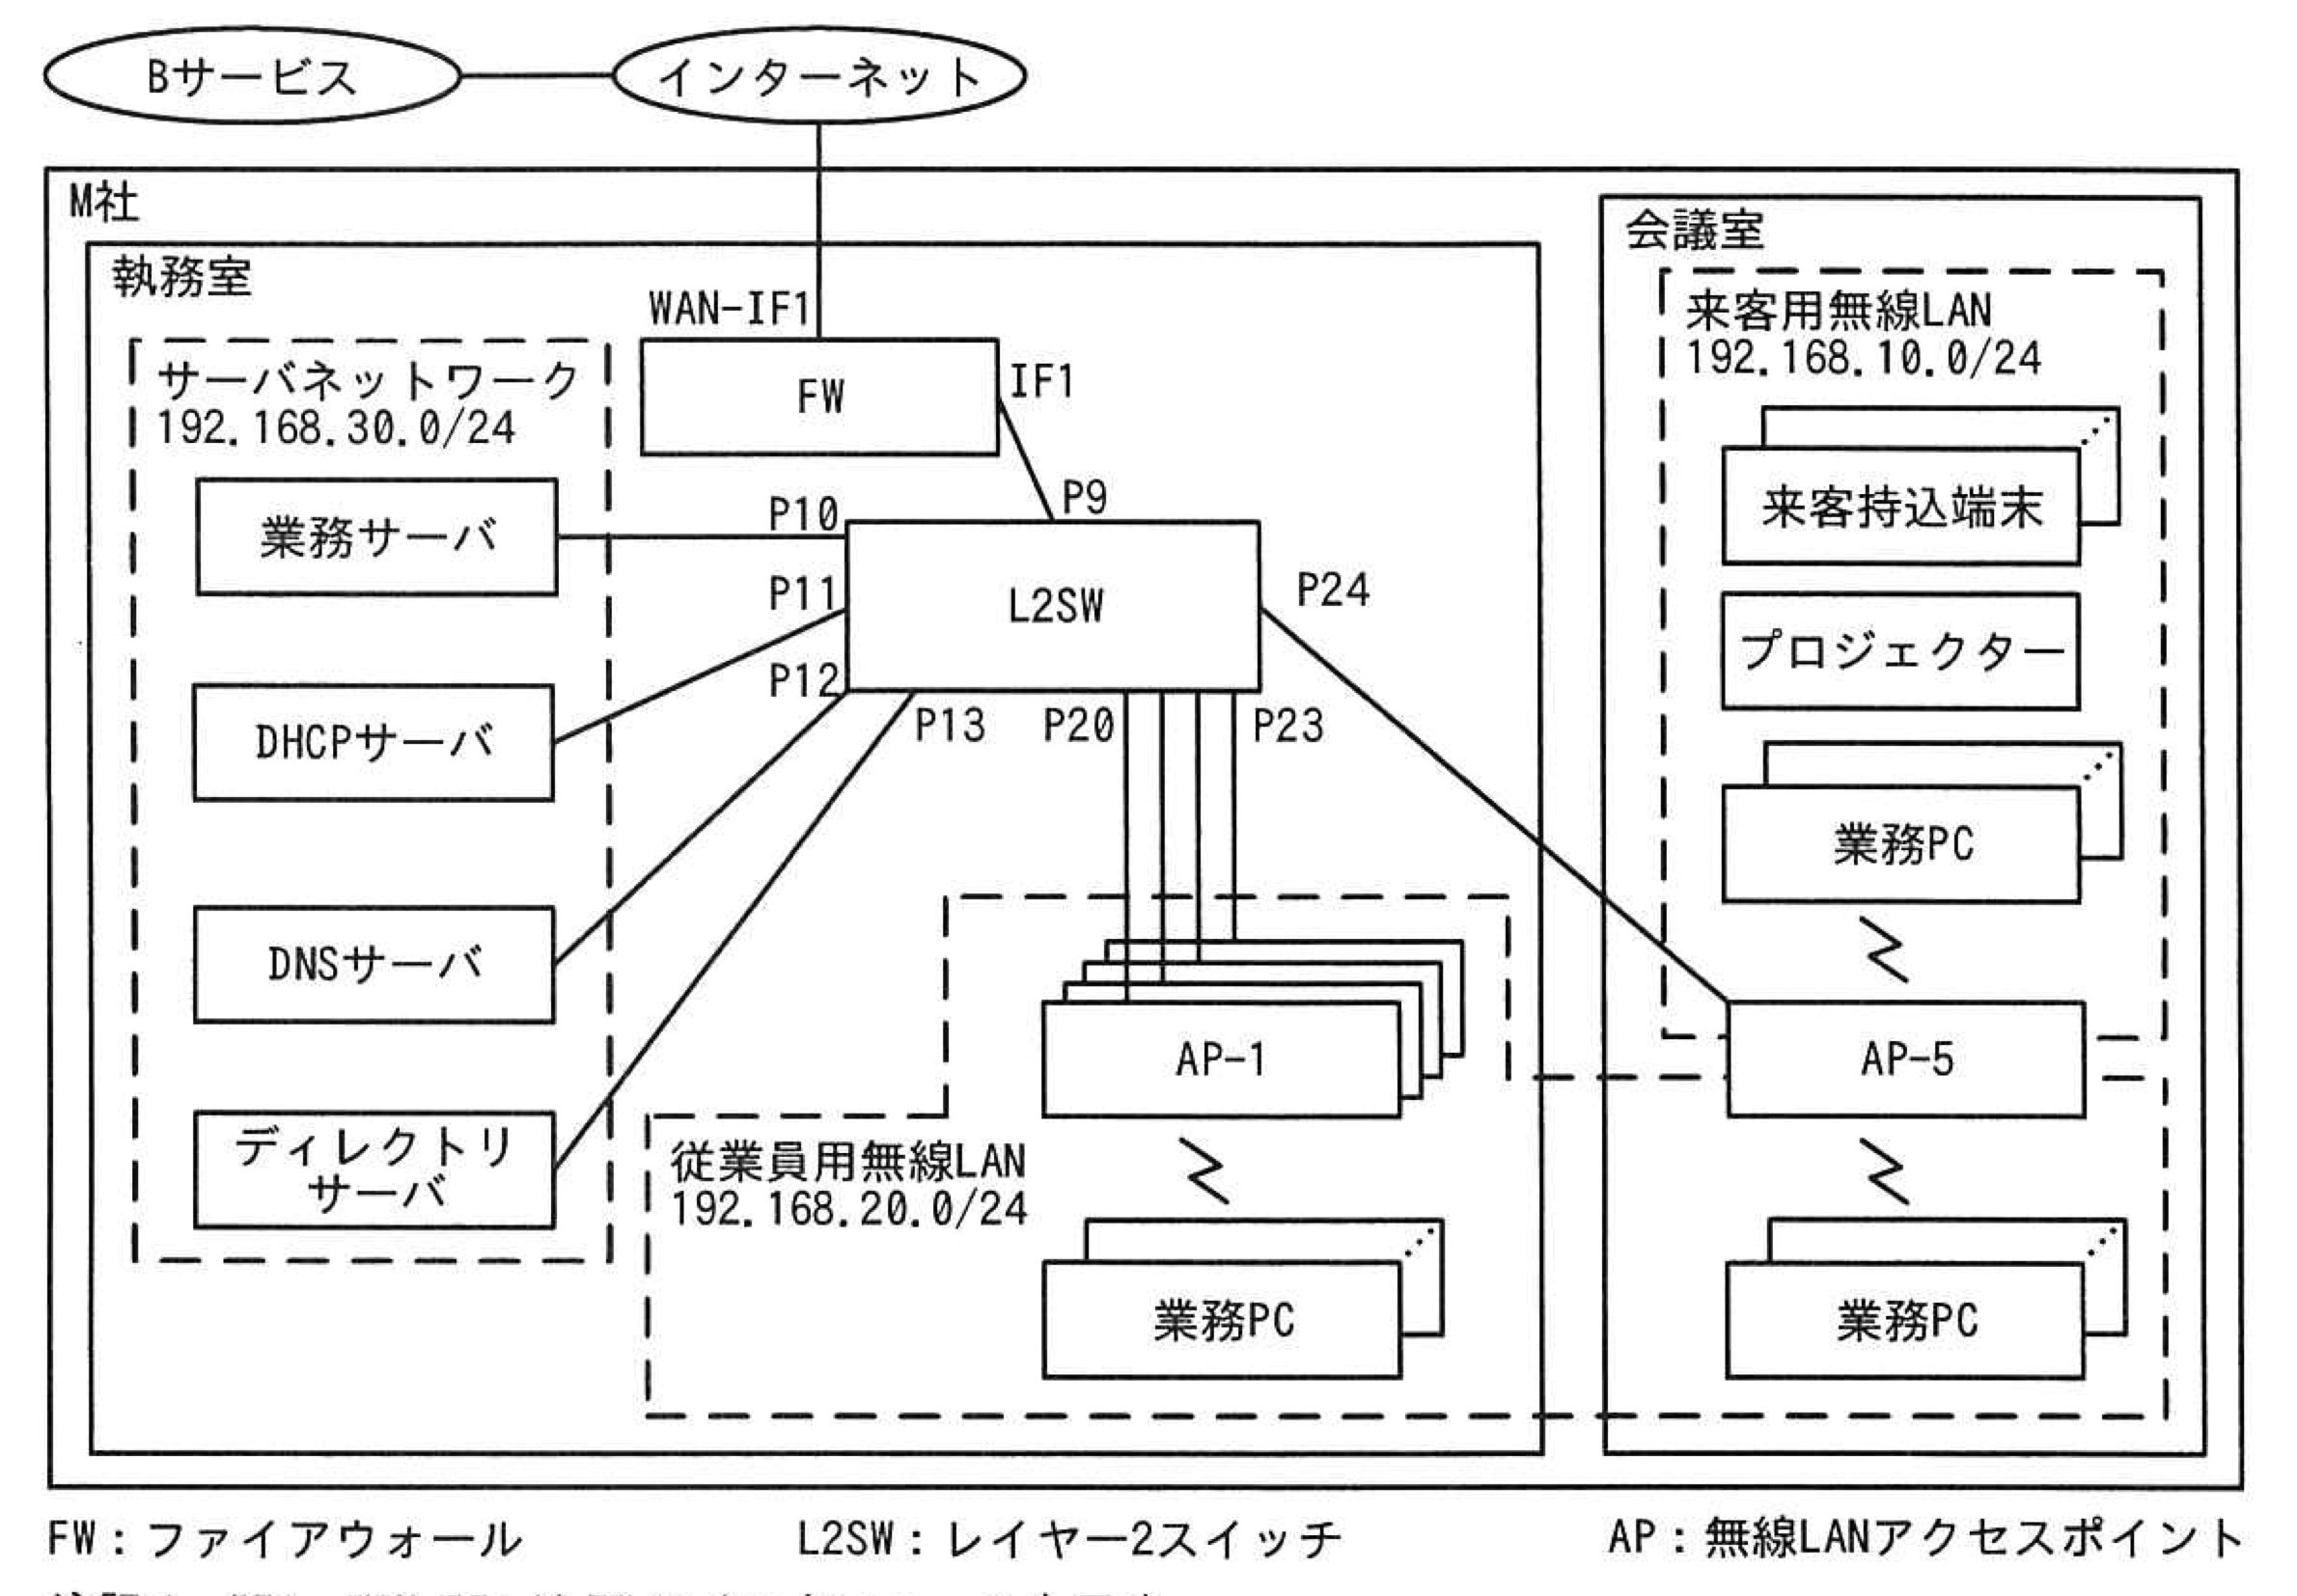 Bサービス
インターネット
M社
執務室
会議室
WAN-IF1
サーバネットワーク
192.168.30.0/24
FW
IF1
来客用無線LAN
192.168.10.0/24
業務サーバ
P10
P9
来客持込端末
P11
L2SW
P24
プロジェクター
DHCPサーバ
P12
P13
P20
P23
業務PC
DNSサーバ
AP-1
AP-5
ディレクトリ
サーバ
従業員用無線LAN
192.168.20.0/24
業務PC
業務PC
FW：ファイアウォール
L2SW：レイヤー2スイッチ
AP：無線LANアクセスポイント